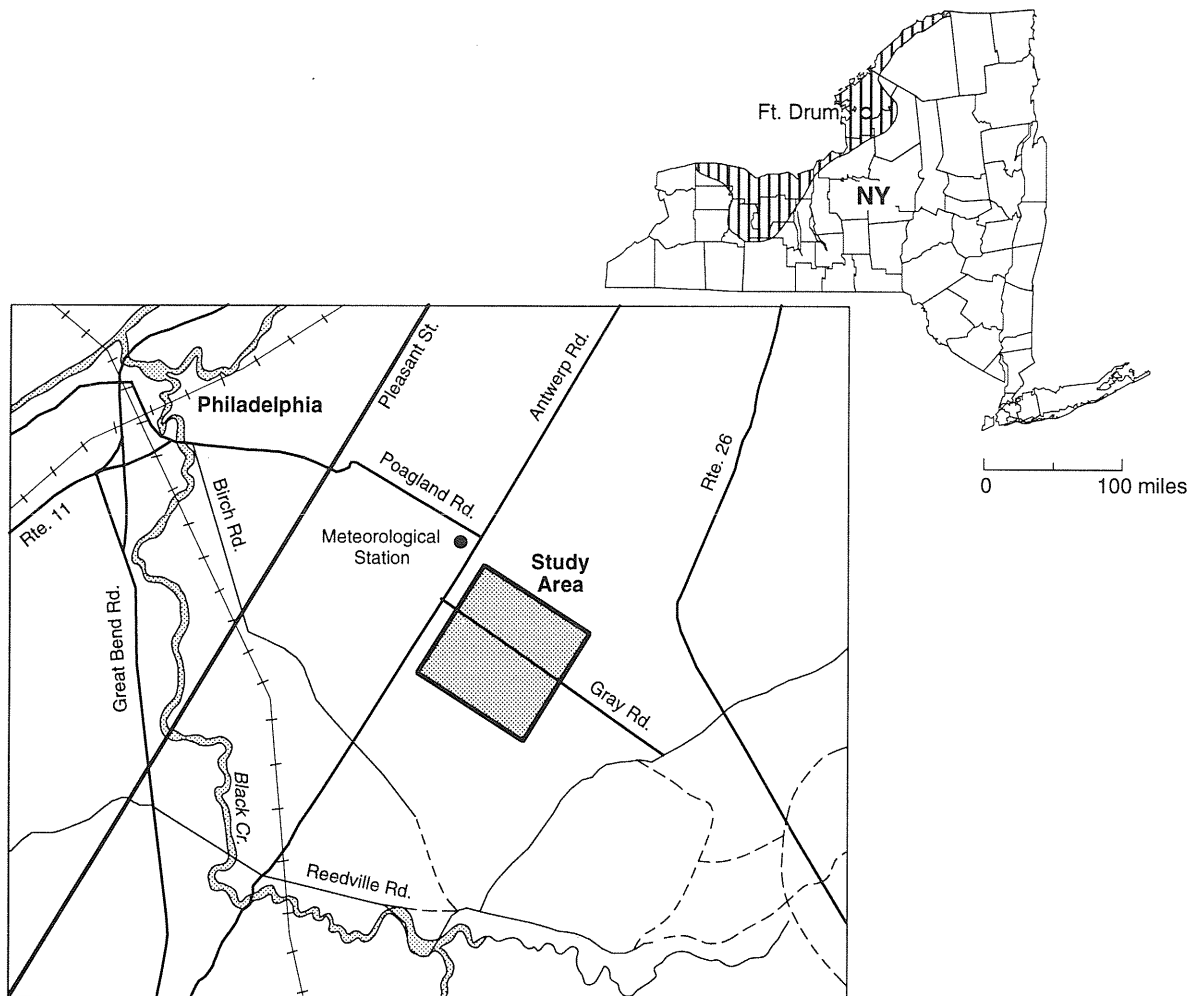 Ft. Drum
NY
0 100 miles
Philadelphia
Pleasant St.
Antwerp Rd.
Rte. 26
Poagland Rd.
Birch Rd.
Rte. 11
Meteorological
Station
Study
Area
Great Bend Rd.
Gray Rd.
Black Cr.
Reedville Rd.